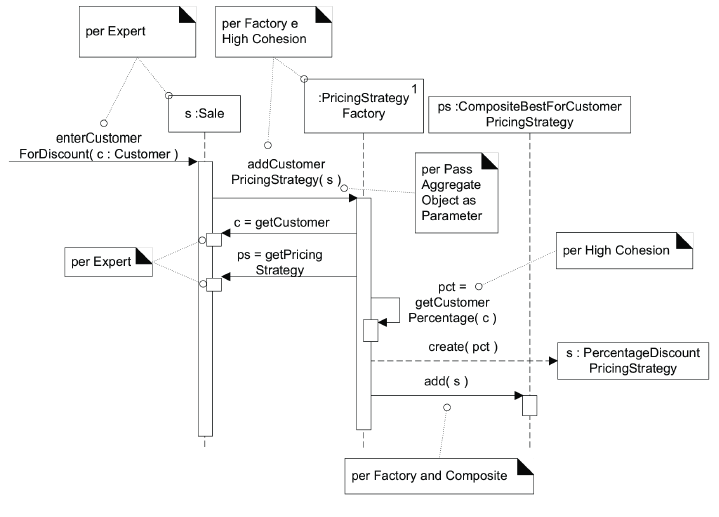 per Expert
per Factory e
High Cohesion
s :Sale
1
:PricingStrategy
Factory
ps :CompositeBestForCustomer
PricingStrategy
enterCustomer
ForDiscount( c : Customer )
addCustomer
PricingStrategy( s )
per Pass
Aggregate
Object as
Parameter
c = getCustomer
per Expert
ps = getPricing
Strategy
per High Cohesion
pct =
getCustomer
Percentage( c )
create( pct )
s : PercentageDiscount
PricingStrategy
add( s )
per Factory and Composite